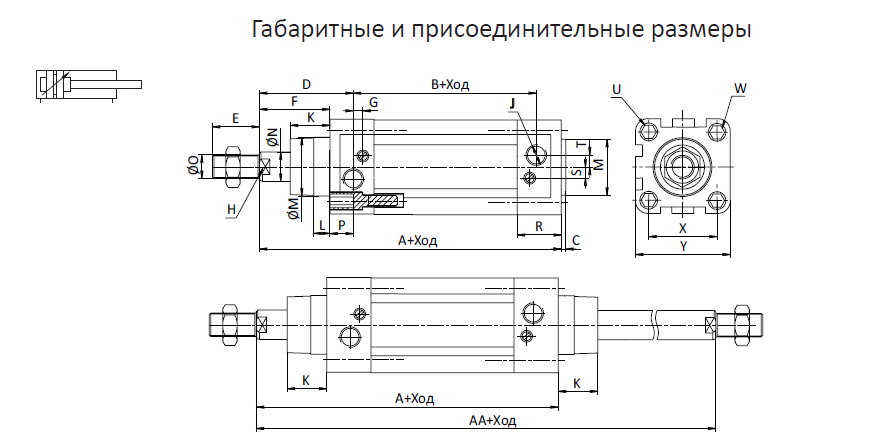 Габаритные и присоединительные размеры
D
B+Ход
U
W
F
G
J
E
K
ØN
T
ØO
M
S
H
ØM
L
P
R
X
A+Ход
C
Y
K
K
A+Ход
AA+Ход